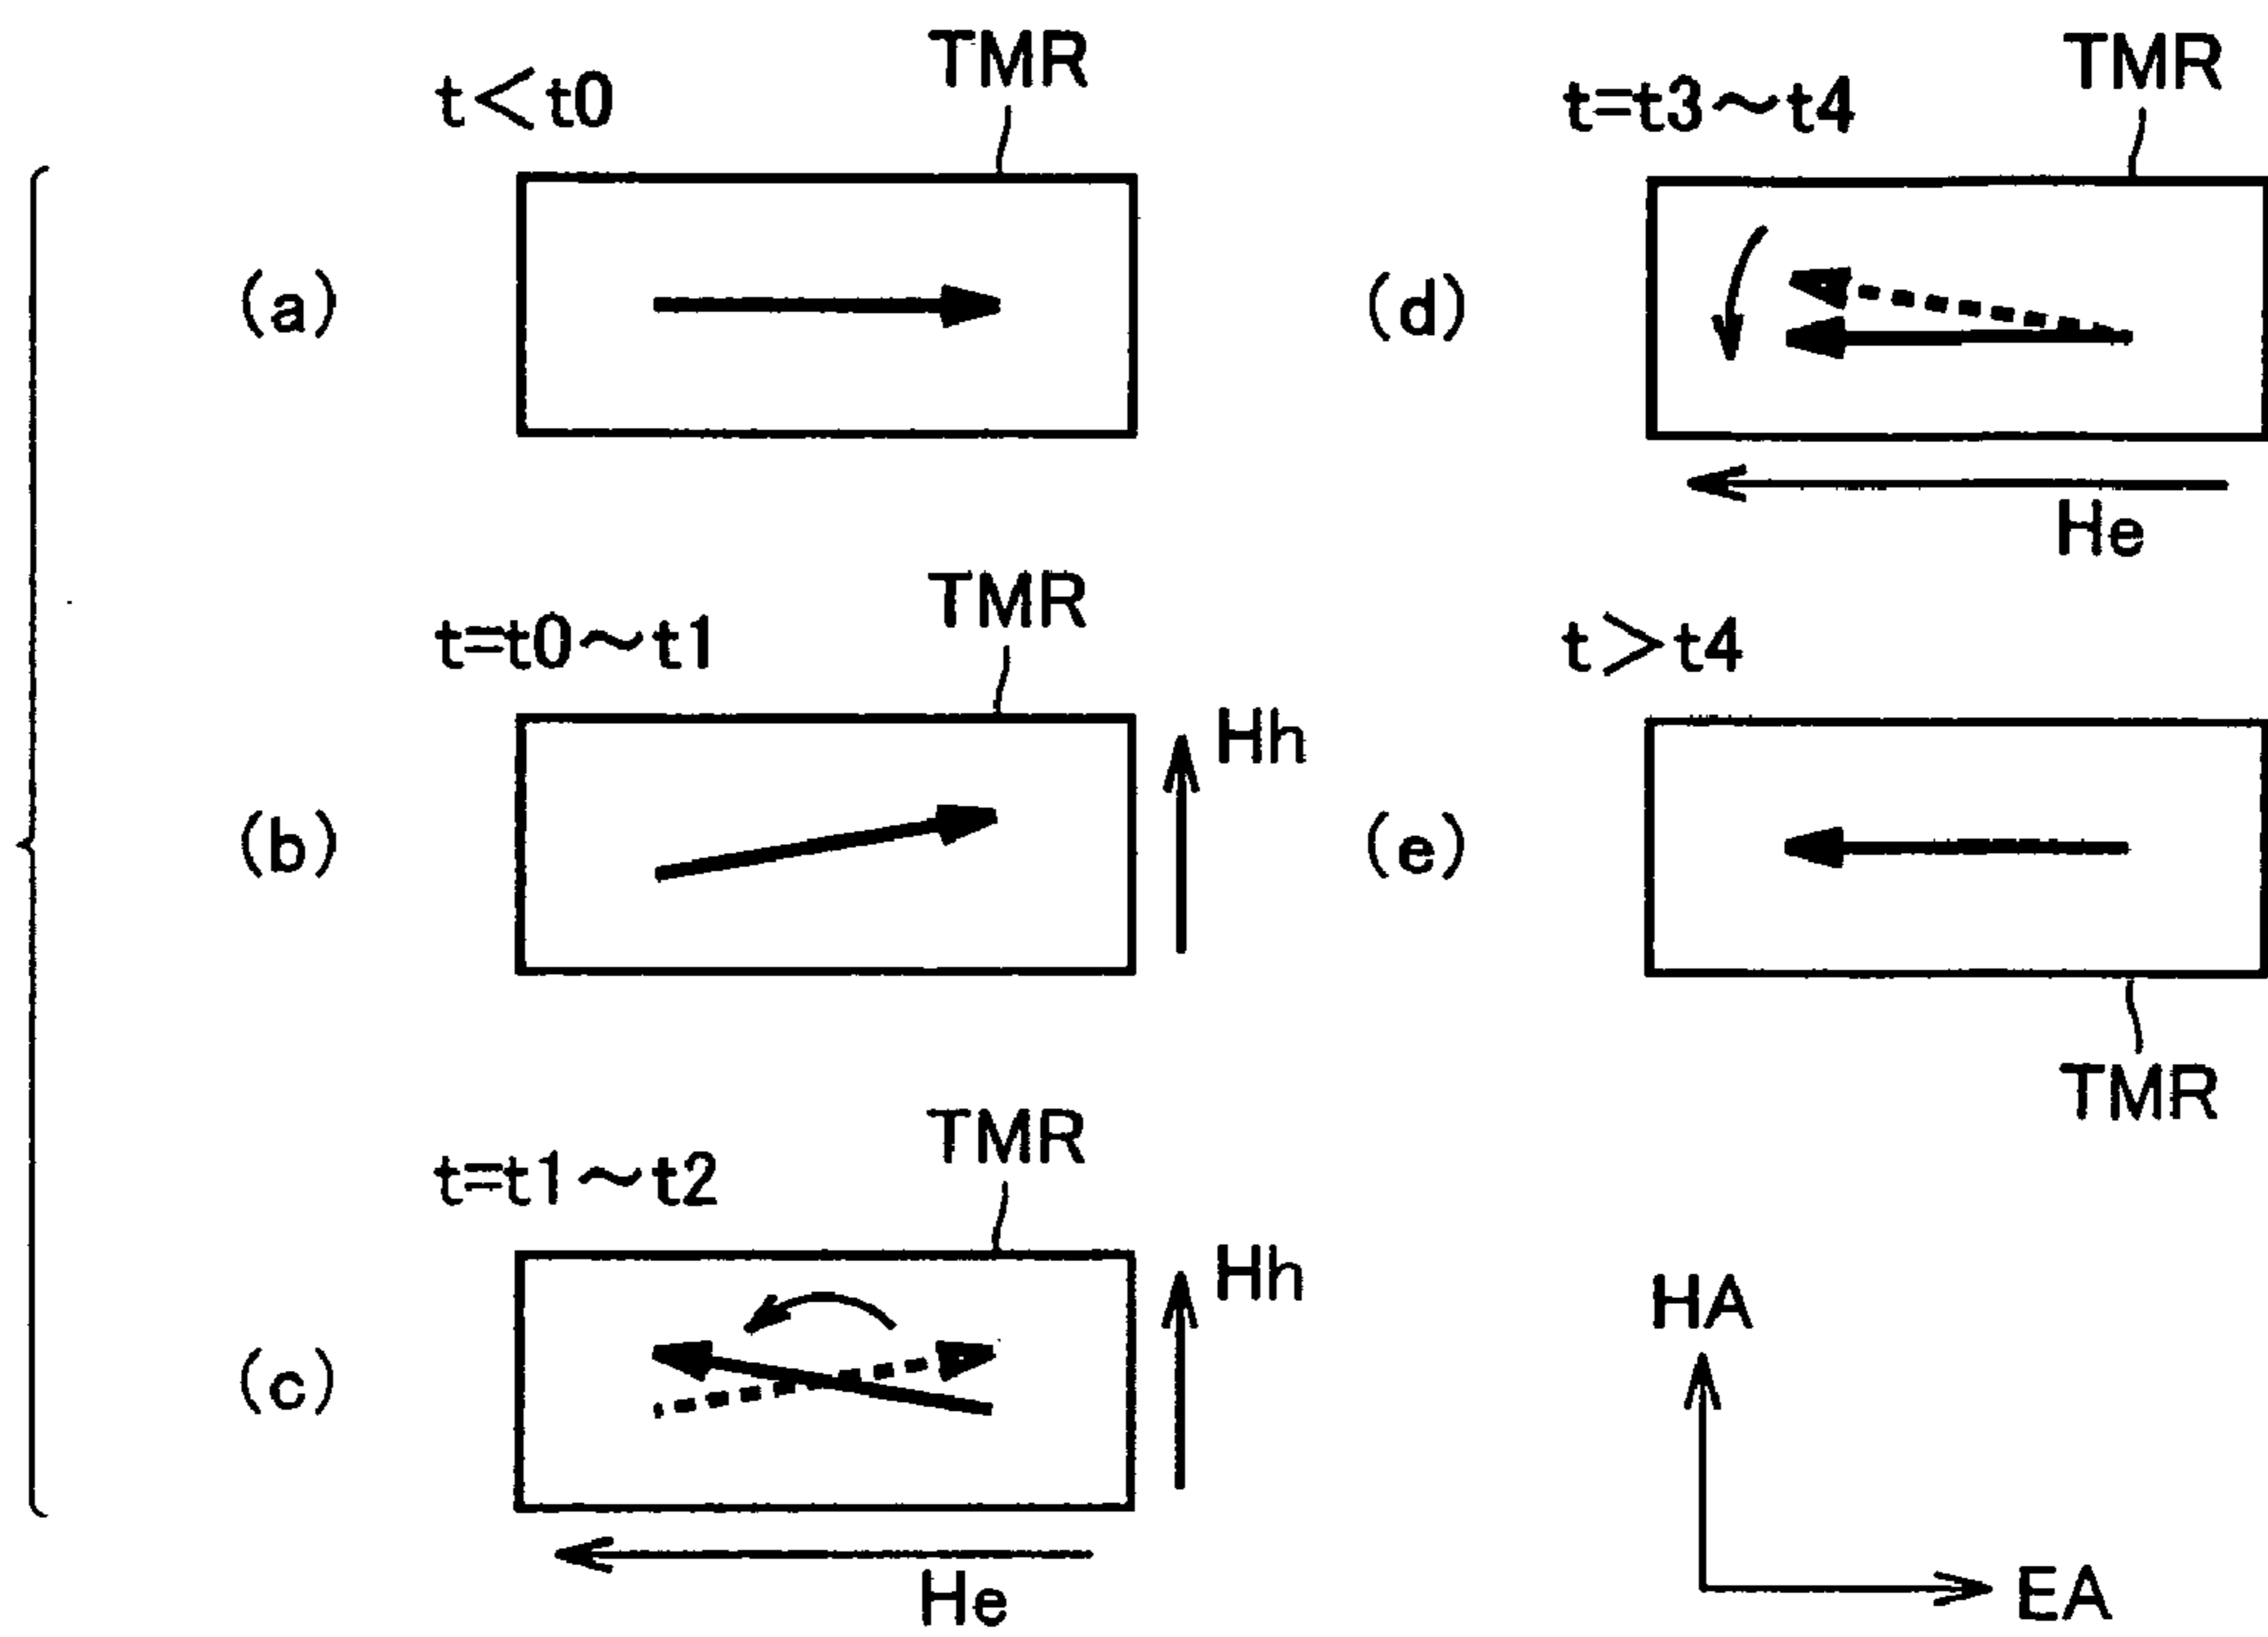 t<t0
TMR
(a)
t=t0~t1
TMR
(b)
Hh
t=t1~t2
TMR
(c)
Hh
He
t=t3~t4
TMR
(d)
He
t>t4
(e)
TMR
HA
EA